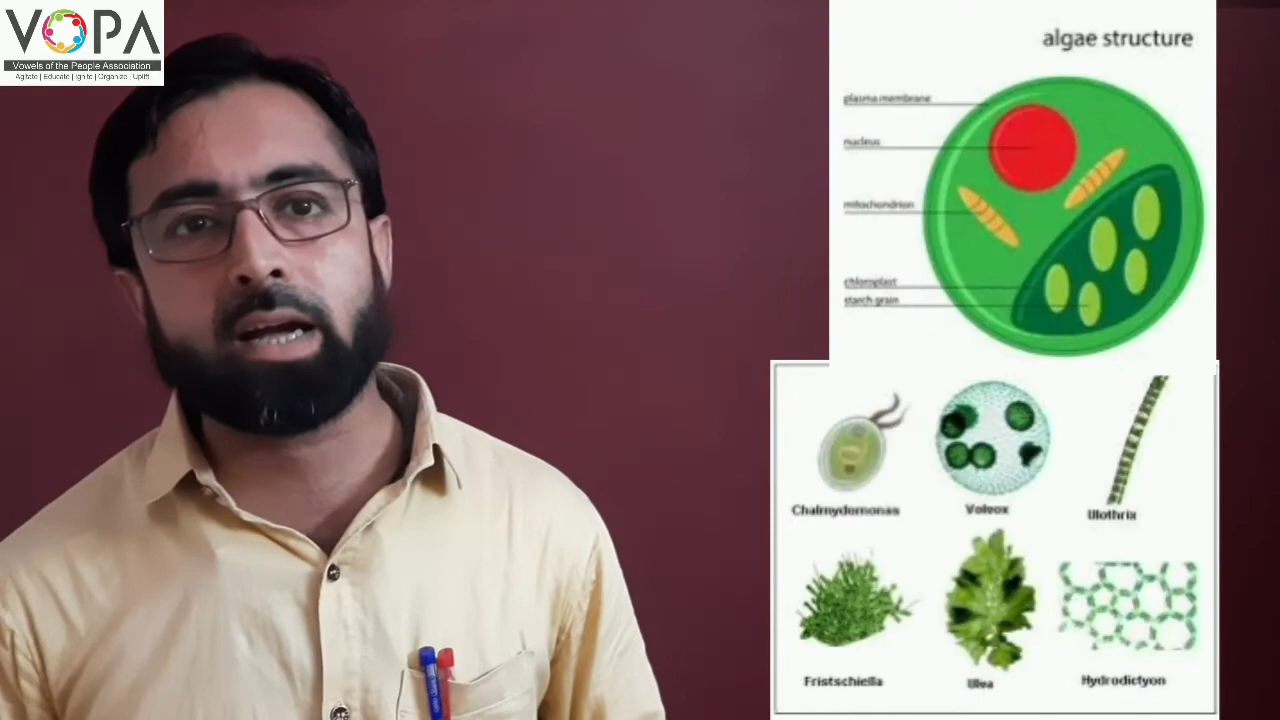 VOPA
Vowels of the People Association
Agitate | Educate | Ignite | Organize | Uplift
algae structure
plasma membrane
nucleus
mitochondrion
chloroplast
starch grain
Chalmydomonas
Volvox
Ulothrix
Fristschiella
Ulva
Hydrodictyon